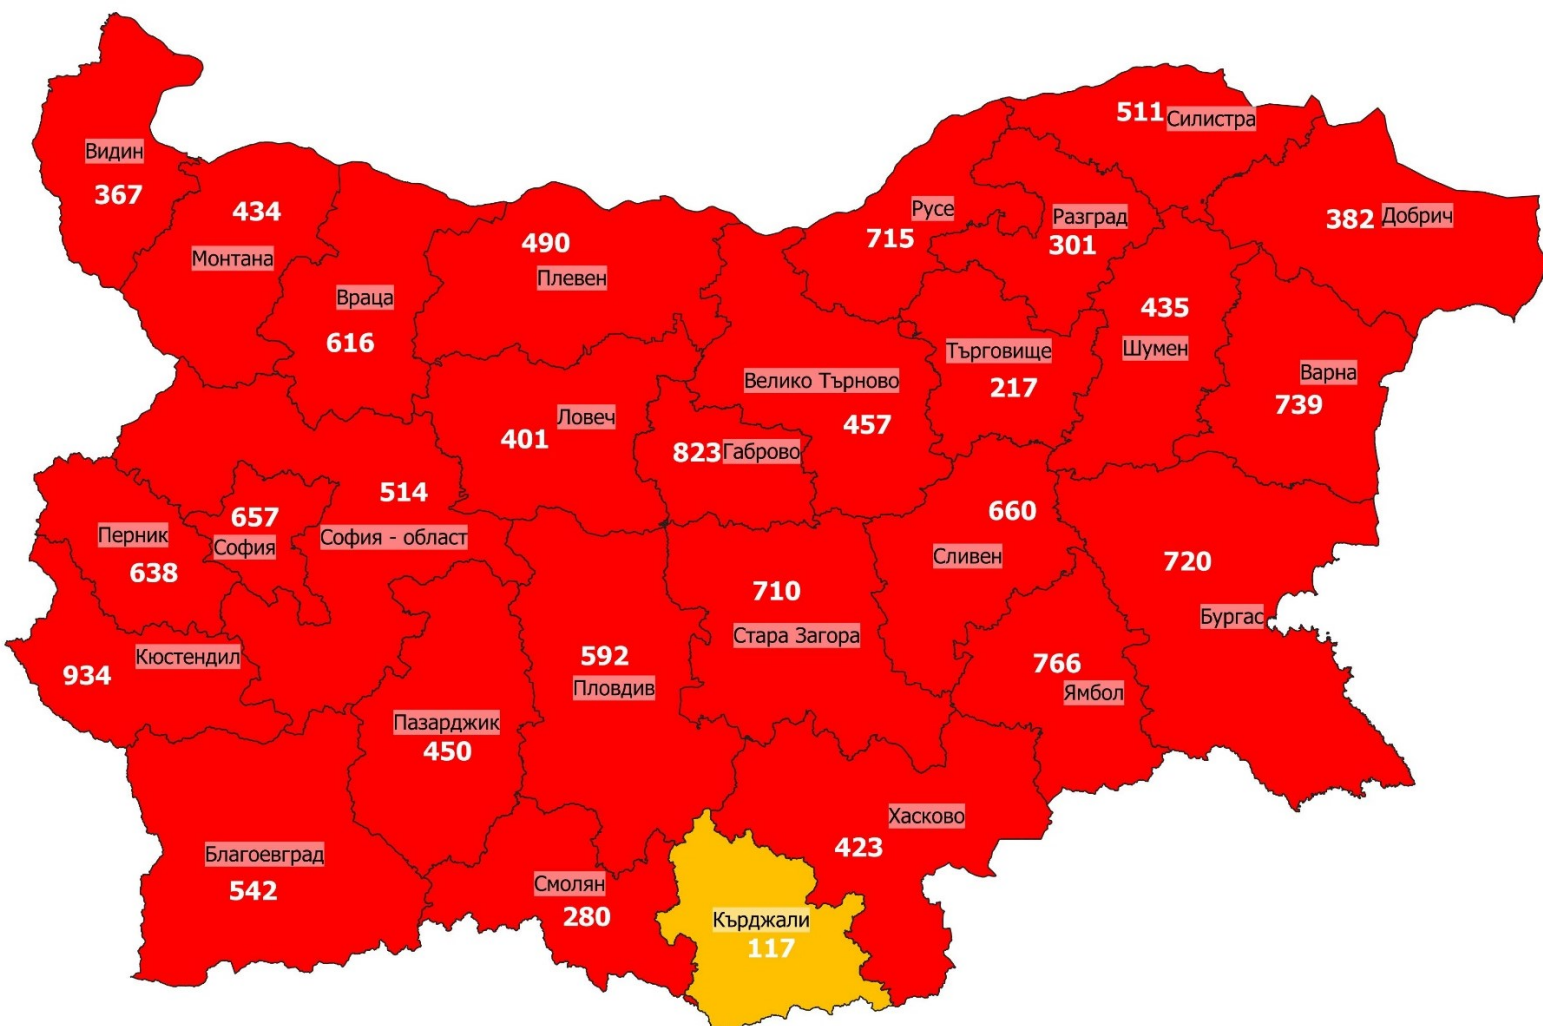 511 Силистра
Видин
367
434
Монтана
Русе
715
Разград
301
382 Добрич
490
Плевен
Враца
616
435
Шумен
Търговище
217
Варна
739
Велико Търново
457
Ловеч
401
823 Габрово
514
София - област
657
София
Перник
638
660
Сливен
720
Бургас
710
Стара Загора
Кюстендил
934
592
Пловдив
766
Ямбол
Пазарджик
450
Хасково
423
Благоевград
542
Смолян
280
Кърджали
117